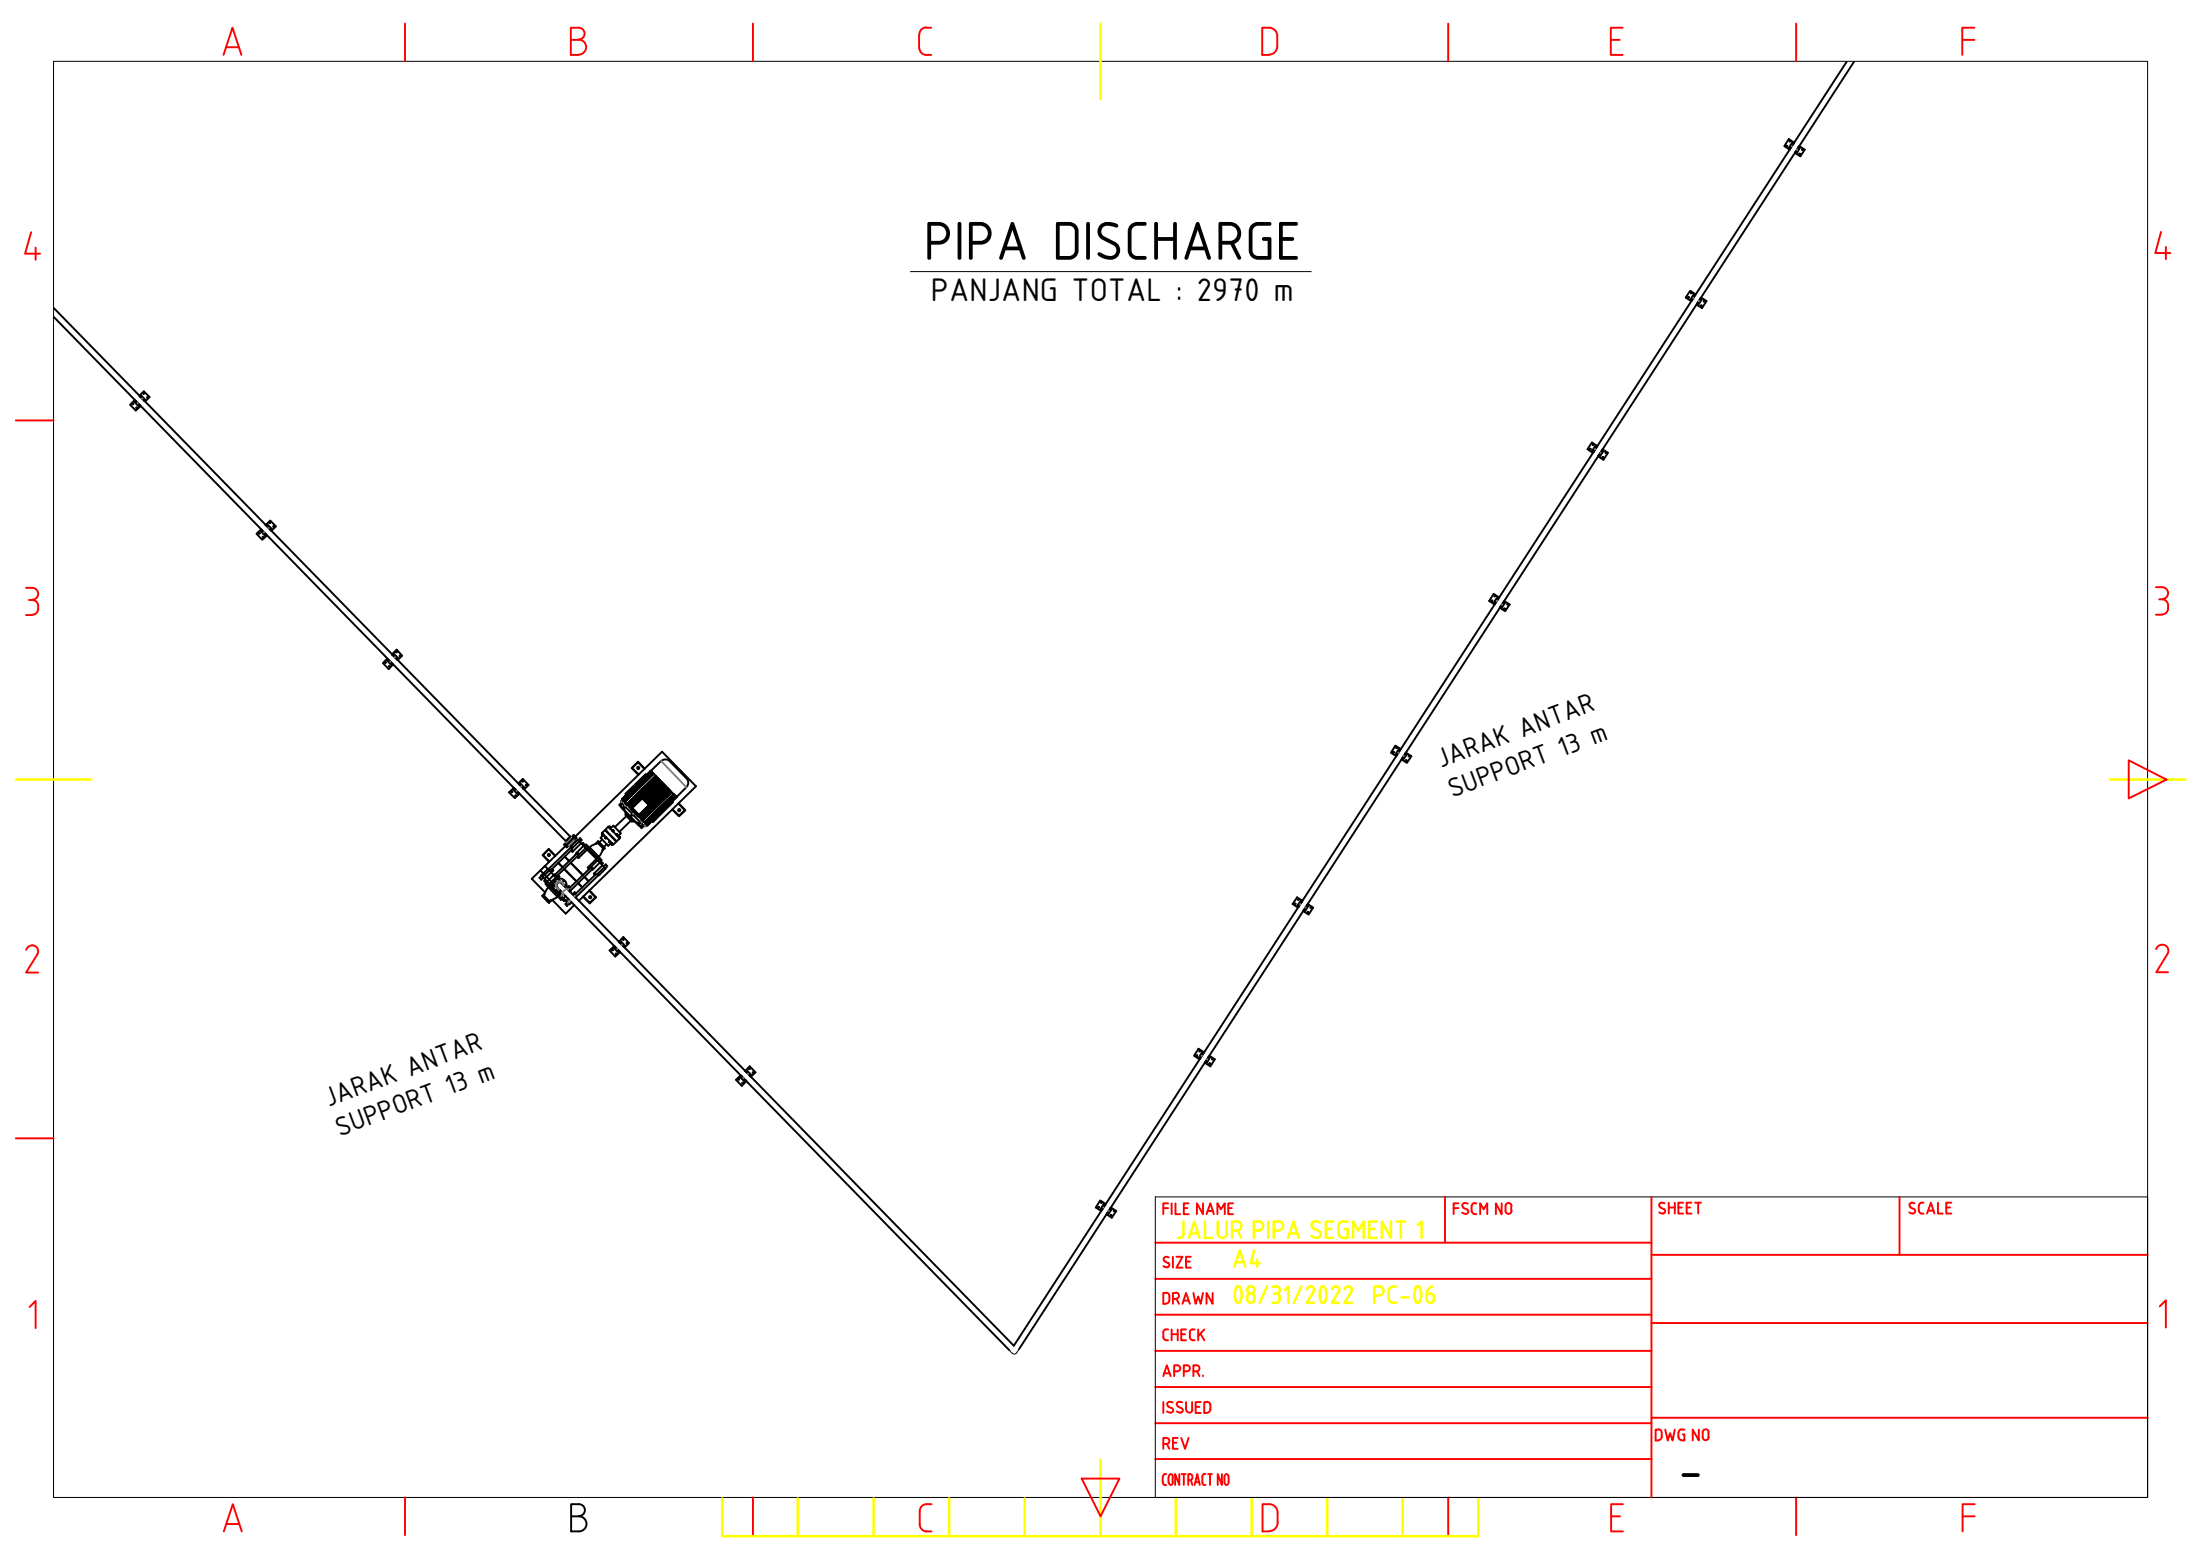 A B C D E F
4 4
PIPA DISCHARGE
PANJANG TOTAL : 2970 m
3 3
JARAK ANTAR
SUPPORT 13 m
2 2
JARAK ANTAR
SUPPORT 13 m
1 1
FILE NAME
JALUR PIPA SEGMENT 1
FSCM NO
SHEET
SCALE
SIZE A4
DRAWN 08/31/2022 PC-06
CHECK
APPR.
ISSUED
REV
CONTRACT NO
DWG NO
-
A B C D E F